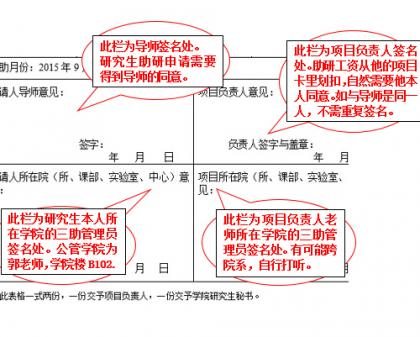 此栏为导师签名处。
研究生助研申请需要
得到导师的同意。
此栏为项目负责人签名
处。助研工资从他的项目
卡里划扣,自然需要他本
人同意。如与导师是同一
人，不需重复签名。
助月份：2015年9
请人导师意见：
项目负责人意见：
签字：
年 月 日
负责人签字与盖章：
年 月 日
请人所在院（所、课部、实验室、中心）意
见：
项目所在院（所、课部、实验室、
见：
此栏为研究生本人所
在学院的三助管理员
签名处。公管学院为
郭老师,学院楼B102.
此栏为项目负责人老
师所在学院的三助管
理员签名处。有可能跨
院系，自行打听。
年 月 日
年 月 日
此表格一式两份，一份交予项目负责人，一份交予学院研究生秘书。